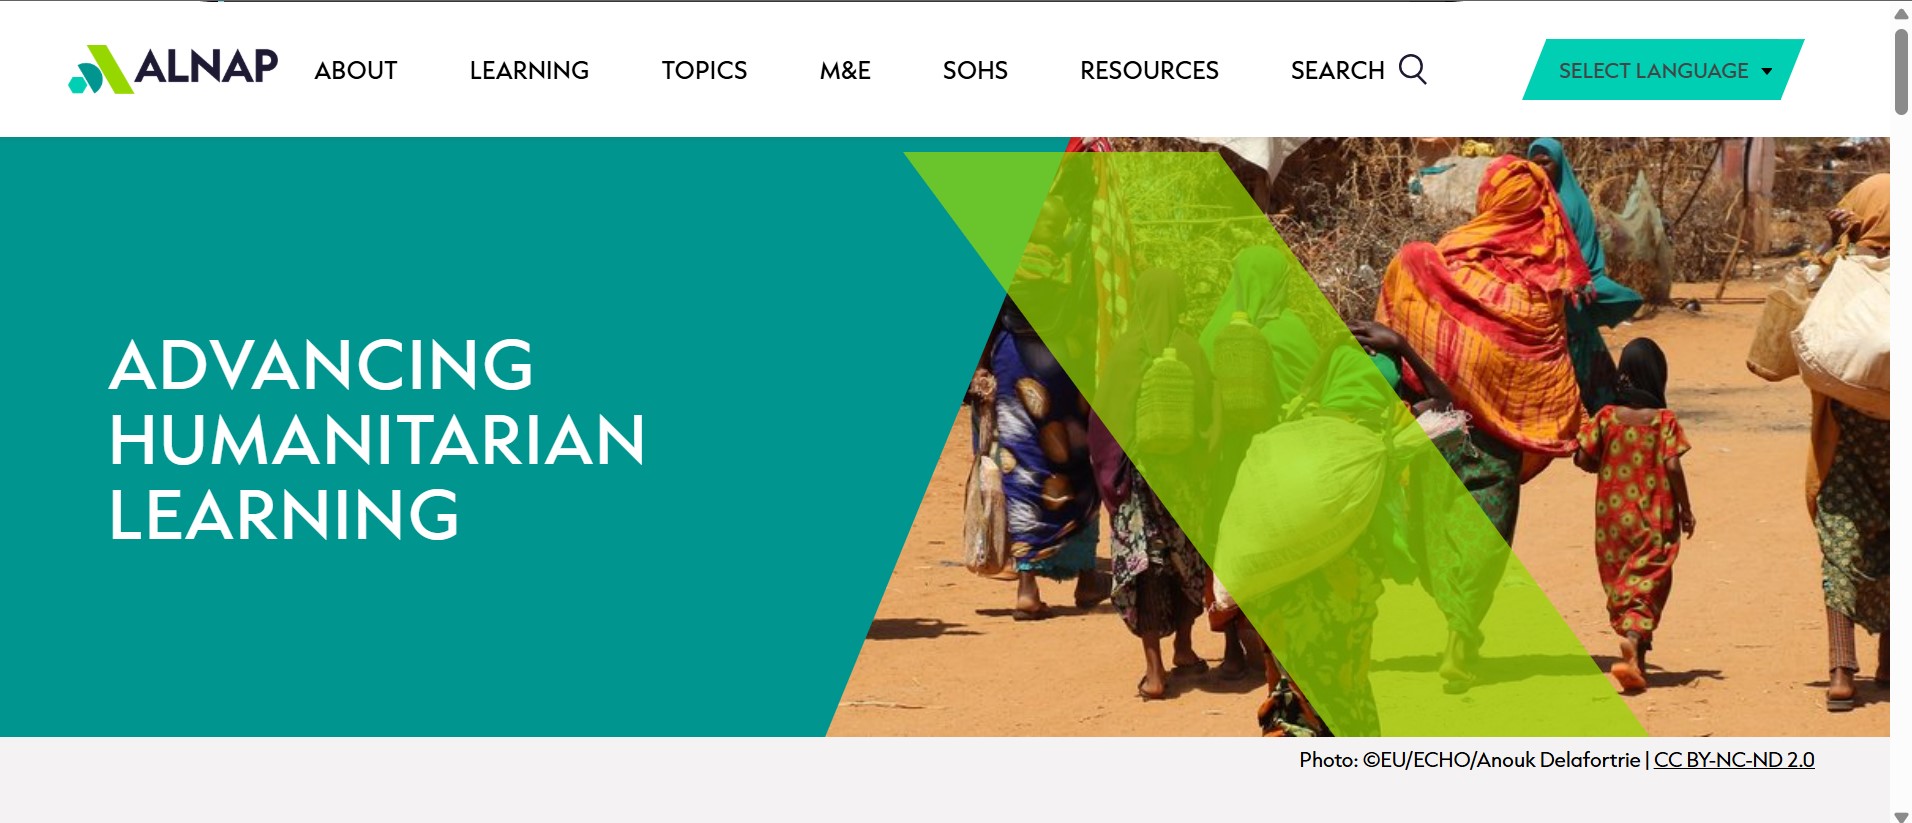 ALNAP
ABOUT
LEARNING
TOPICS
M&E
SOHS
RESOURCES
SEARCH
SELECT LANGUAGE
ADVANCING
HUMANITARIAN
LEARNING
Photo: ©EU/ECHO/Anouk Delafortrie | CC BY-NC-ND 2.0